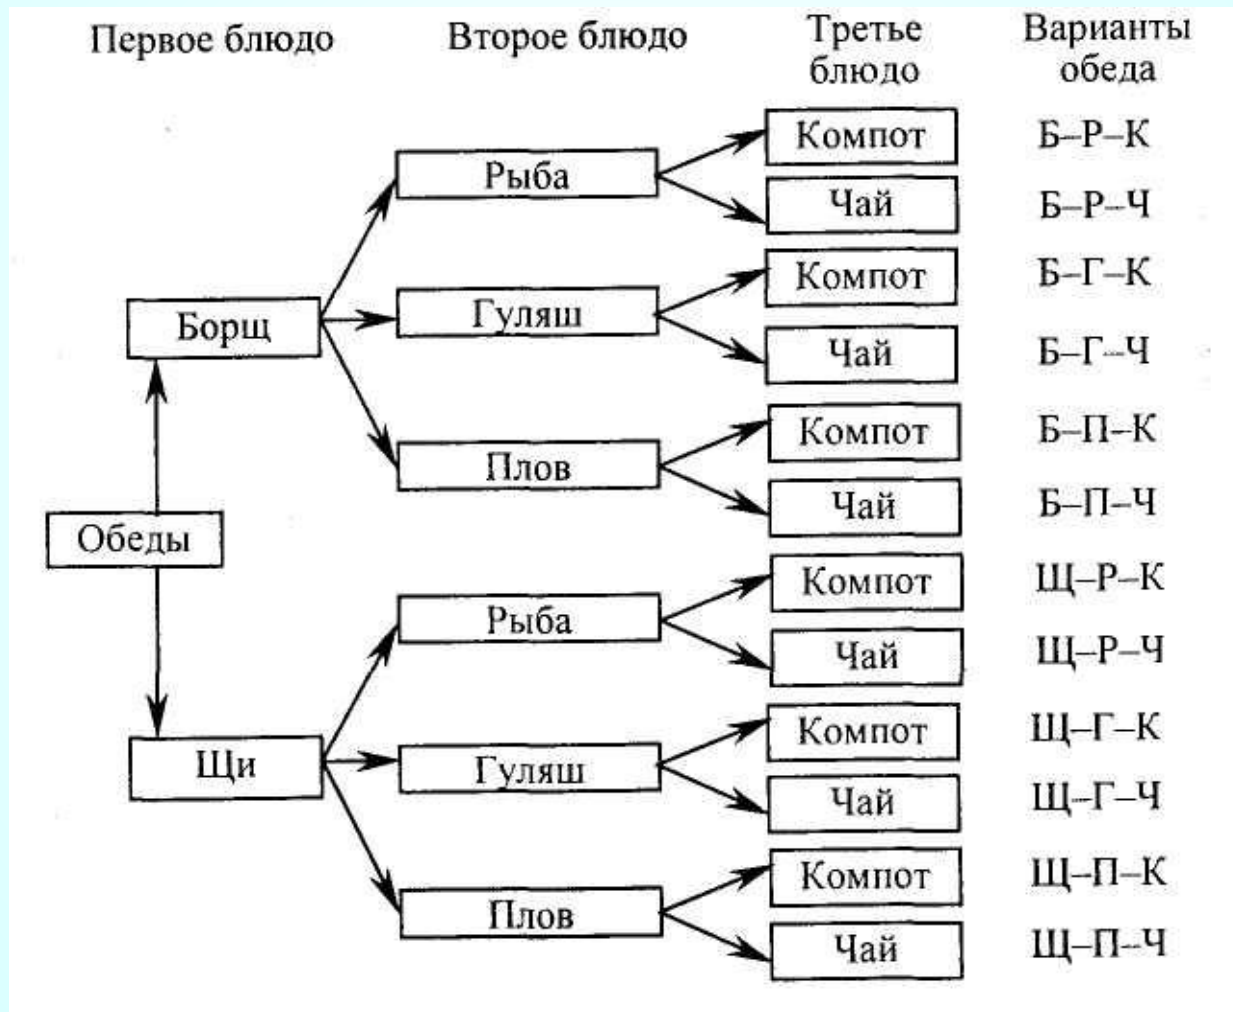 Первое блюдо Второе блюдо Третье блюдо Варианты обеда
Компот Б–Р–К
Рыба
Чай Б–Р–Ч
Компот Б–Г–К
Борщ Гуляш
Чай Б–Г–Ч
Компот Б–П–К
Плов
Чай Б–П–Ч
Обеды
Компот Щ–Р–К
Рыба
Чай Щ–Р–Ч
Компот Щ–Г–К
Щи Гуляш
Чай Щ–Г–Ч
Компот Щ–П–К
Плов
Чай Щ–П–Ч